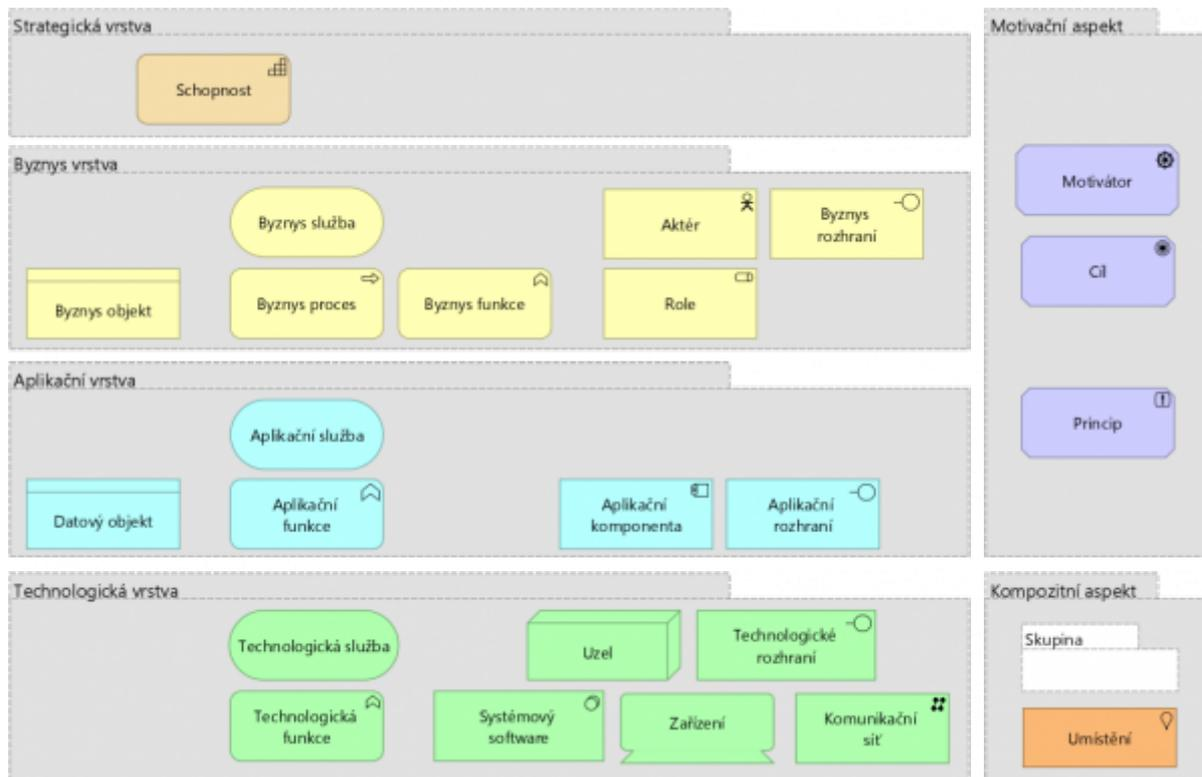 Strategická vrstva
Schopnost
Byznys vrstva
Byznys služba
Aktér
Byznys
rozhraní
Byznys objekt
Byznys proces
Byznys funkce
Role
Aplikační vrstva
Aplikační služba
Datový objekt
Aplikační
funkce
Aplikační
komponenta
Aplikační
rozhraní
Technologická vrstva
Technologická služba
Uzel
Technologické
rozhraní
Technologická
funkce
Systémový
software
Zařízení
Komunikační
síť
Motivační aspekt
Motivátor
Cíl
Princip
Kompozitní aspekt
Skupina
Umístění